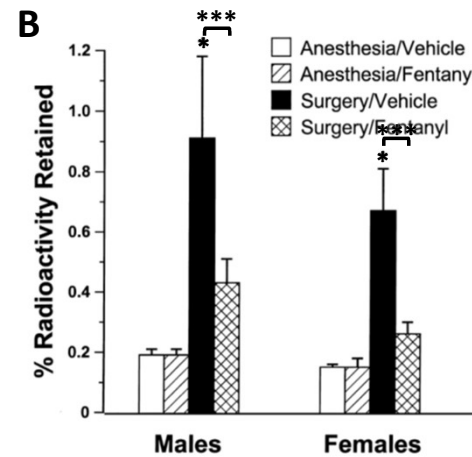 B
***
*
% Radioactivity Retained
1.2
1.0
0.8
0.6
0.4
0.2
0
Anesthesia/Vehicle
Anesthesia/Fentany
Surgery/Vehicle
Surgery/Fentanyl
***
*
Males
Females